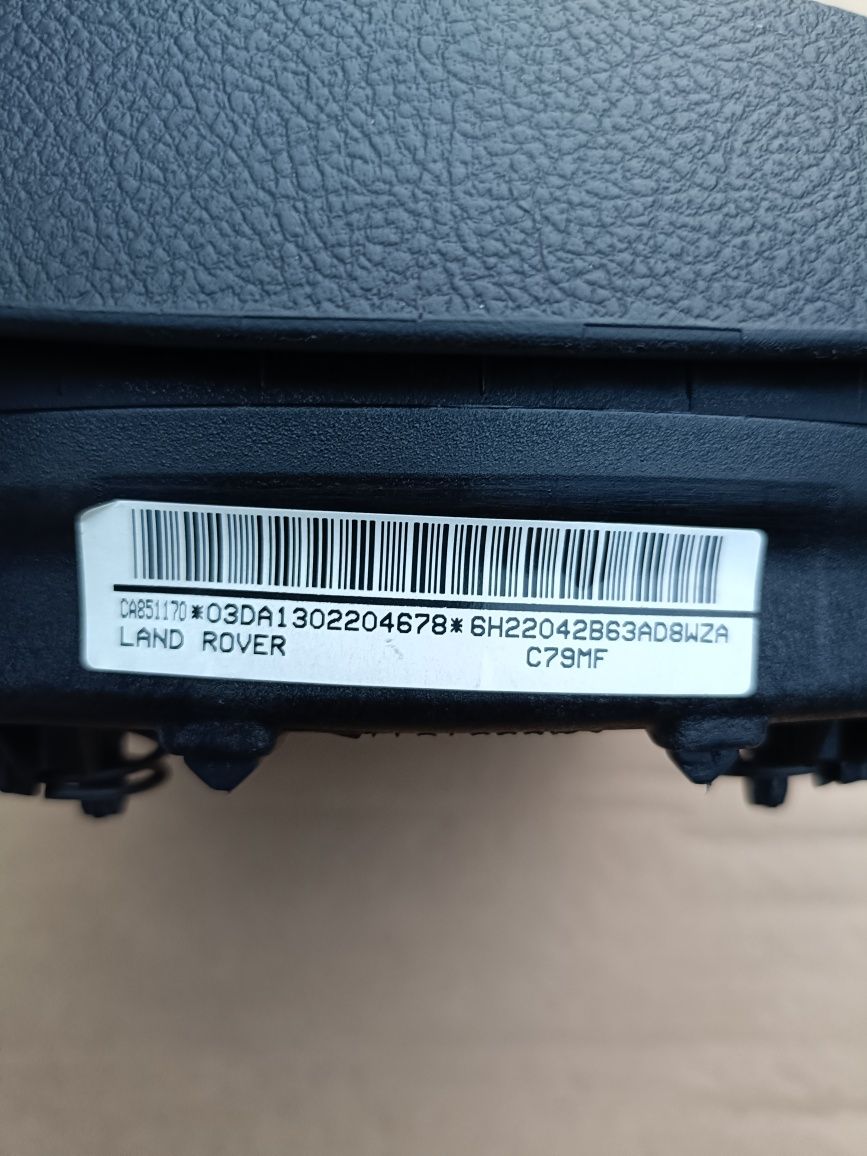 CA851170*03DA1302204678*6H22042B63AD8WZA
LAND ROVER C79MF